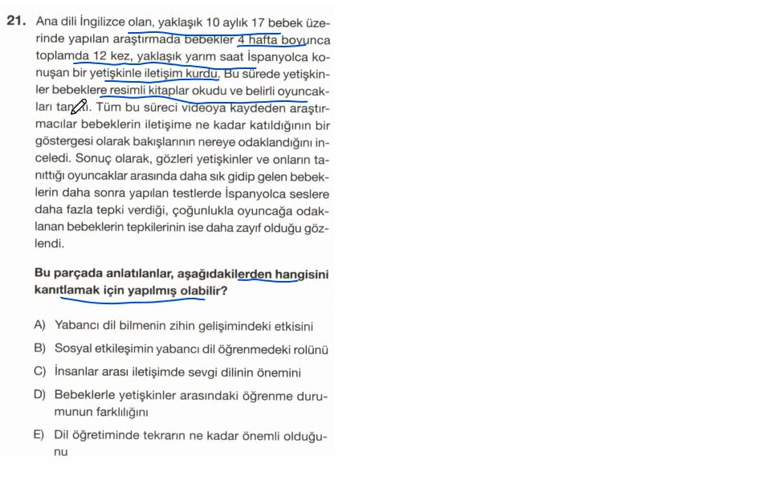 21. Ana dili İngilizce olan, yaklaşık 10 aylık 17 bebek üze-
rinde yapılan araştırmada bebekler 4 hafta boyunca
toplamda 12 kez, yaklaşık yarım saat İspanyolca ko-
nuşan bir yetişkinle iletişim kurdu. Bu sürede yetişkin-
ler bebeklere resimli kitaplar okudu ve belirli oyuncak-
ları Tüm bu süreci videoya kaydeden araştır-
macılar bebeklerin iletişime ne kadar katıldığının bir
göstergesi olarak bakışlarının nereye odaklandığını in-
celedi. Sonuç olarak, gözleri yetişkinler ve onların ta-
nıttığı oyuncaklar arasında daha sık gidip gelen bebek-
lerin daha sonra yapılan testlerde İspanyolca seslere
daha fazla tepki verdiği, çoğunlukla oyuncağa odak-
lanan bebeklerin tepkilerinin ise daha zayıf olduğu göz-
lendi.
Bu parçada anlatılanlar, aşağıdakilerden hangisini
kanıtlamak için yapılmış olabilir?
A) Yabancı dil bilmenin zihin gelişimindeki etkisini
B) Sosyal etkileşimin yabancı dil öğrenmedeki rolünü
C) İnsanlar arası iletişimde sevgi dilinin önemini
D) Bebeklerle yetişkinler arasındaki öğrenme duru-
munun farklılığını
E) Dil öğretiminde tekrarın ne kadar önemli olduğu-
nu